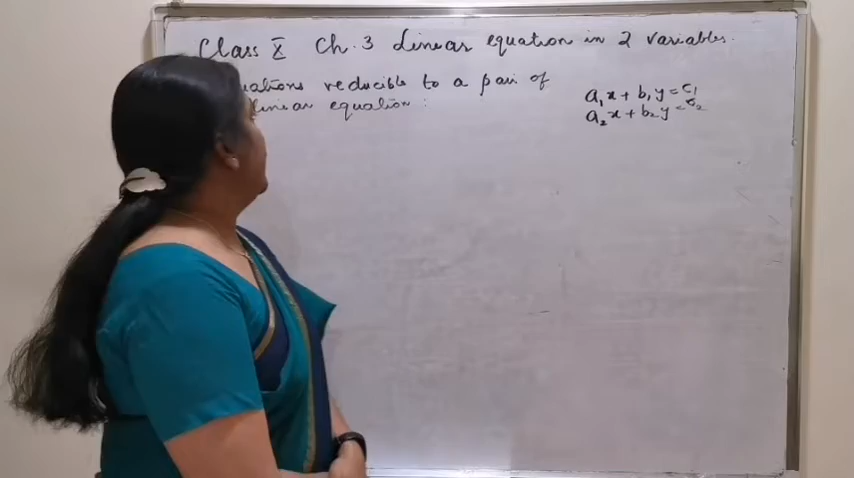 Class X Ch. 3 Linear equation in 2 variables.
uations reducible to a pair of
linear equation :
a₁x + b₁y = c₁
a₂x + b₂y = c₂